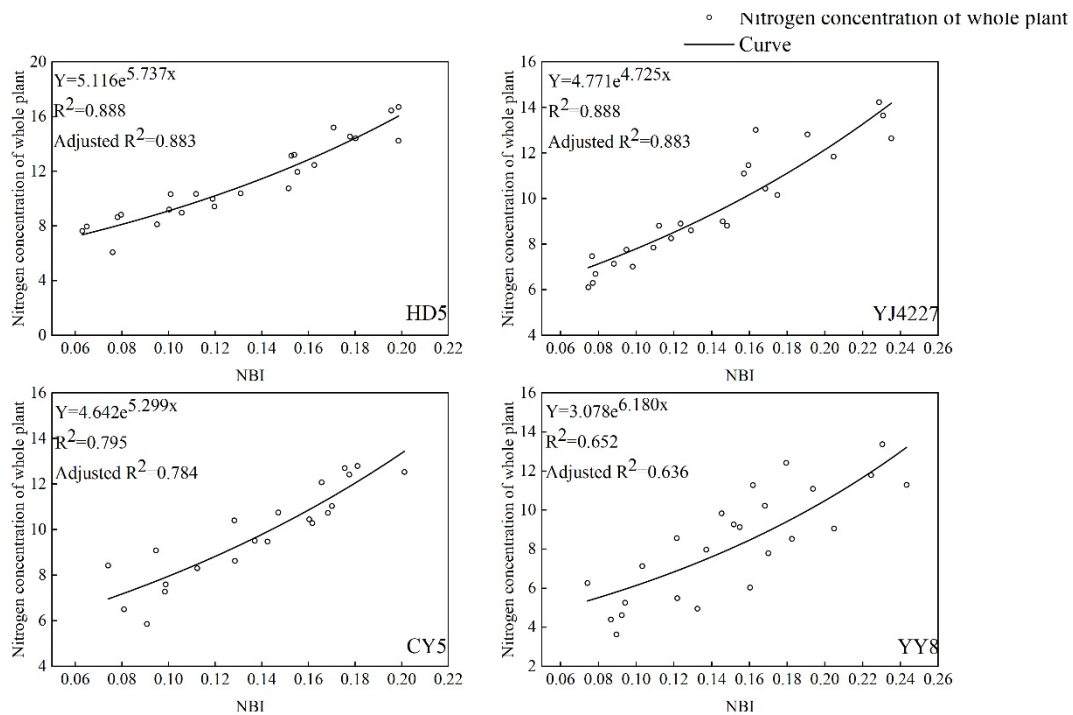 Nitrogen concentration of whole plant
Curve
Nitrogen concentration of whole plant
20
16
12
8
4
0
Y=5.116e5.737x
R2=0.888
Adjusted R2=0.883
HD5
0.06 0.08 0.10 0.12 0.14 0.16 0.18 0.20 0.22
NBI
Nitrogen concentration of whole plant
16
14
12
10
8
6
4
Y=4.771e4.725x
R2=0.888
Adjusted R2=0.883
YJ4227
0.06 0.08 0.10 0.12 0.14 0.16 0.18 0.20 0.22 0.24 0.26
NBI
Nitrogen concentration of whole plant
16
14
12
10
8
6
4
Y=4.642e5.299x
R2=0.795
Adjusted R2=0.784
CY5
0.06 0.08 0.10 0.12 0.14 0.16 0.18 0.20 0.22
NBI
Nitrogen concentration of whole plant
16
14
12
10
8
6
4
2
Y=3.078e6.180x
R2=0.652
Adjusted R2=0.636
YY8
0.06 0.08 0.10 0.12 0.14 0.16 0.18 0.20 0.22 0.24 0.26
NBI